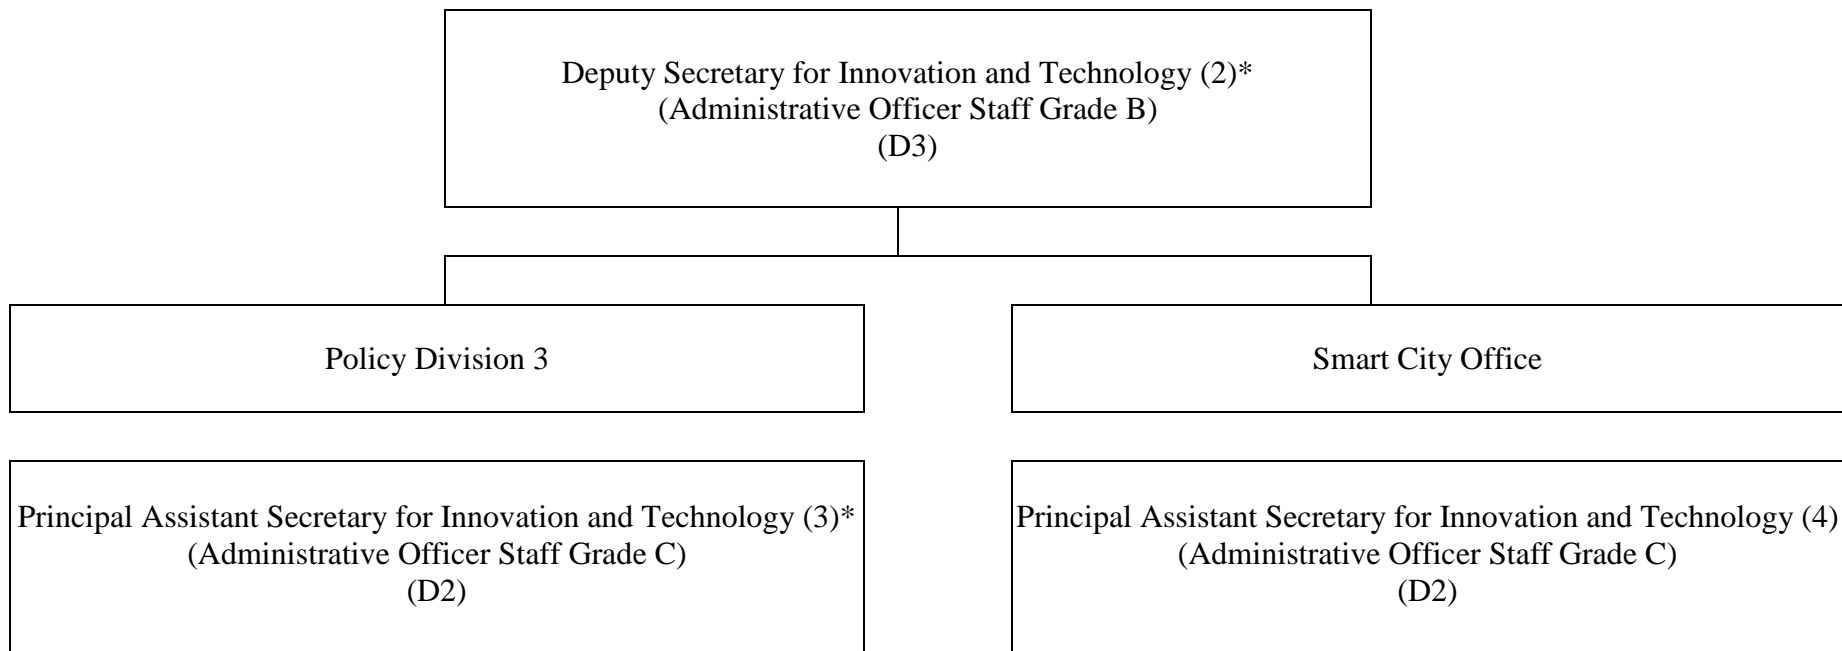 Deputy Secretary for Innovation and Technology (2)*
(Administrative Officer Staff Grade B)
(D3)
Policy Division 3
Smart City Office
Principal Assistant Secretary for Innovation and Technology (3)*
(Administrative Officer Staff Grade C)
(D2)
Principal Assistant Secretary for Innovation and Technology (4)
(Administrative Officer Staff Grade C)
(D2)